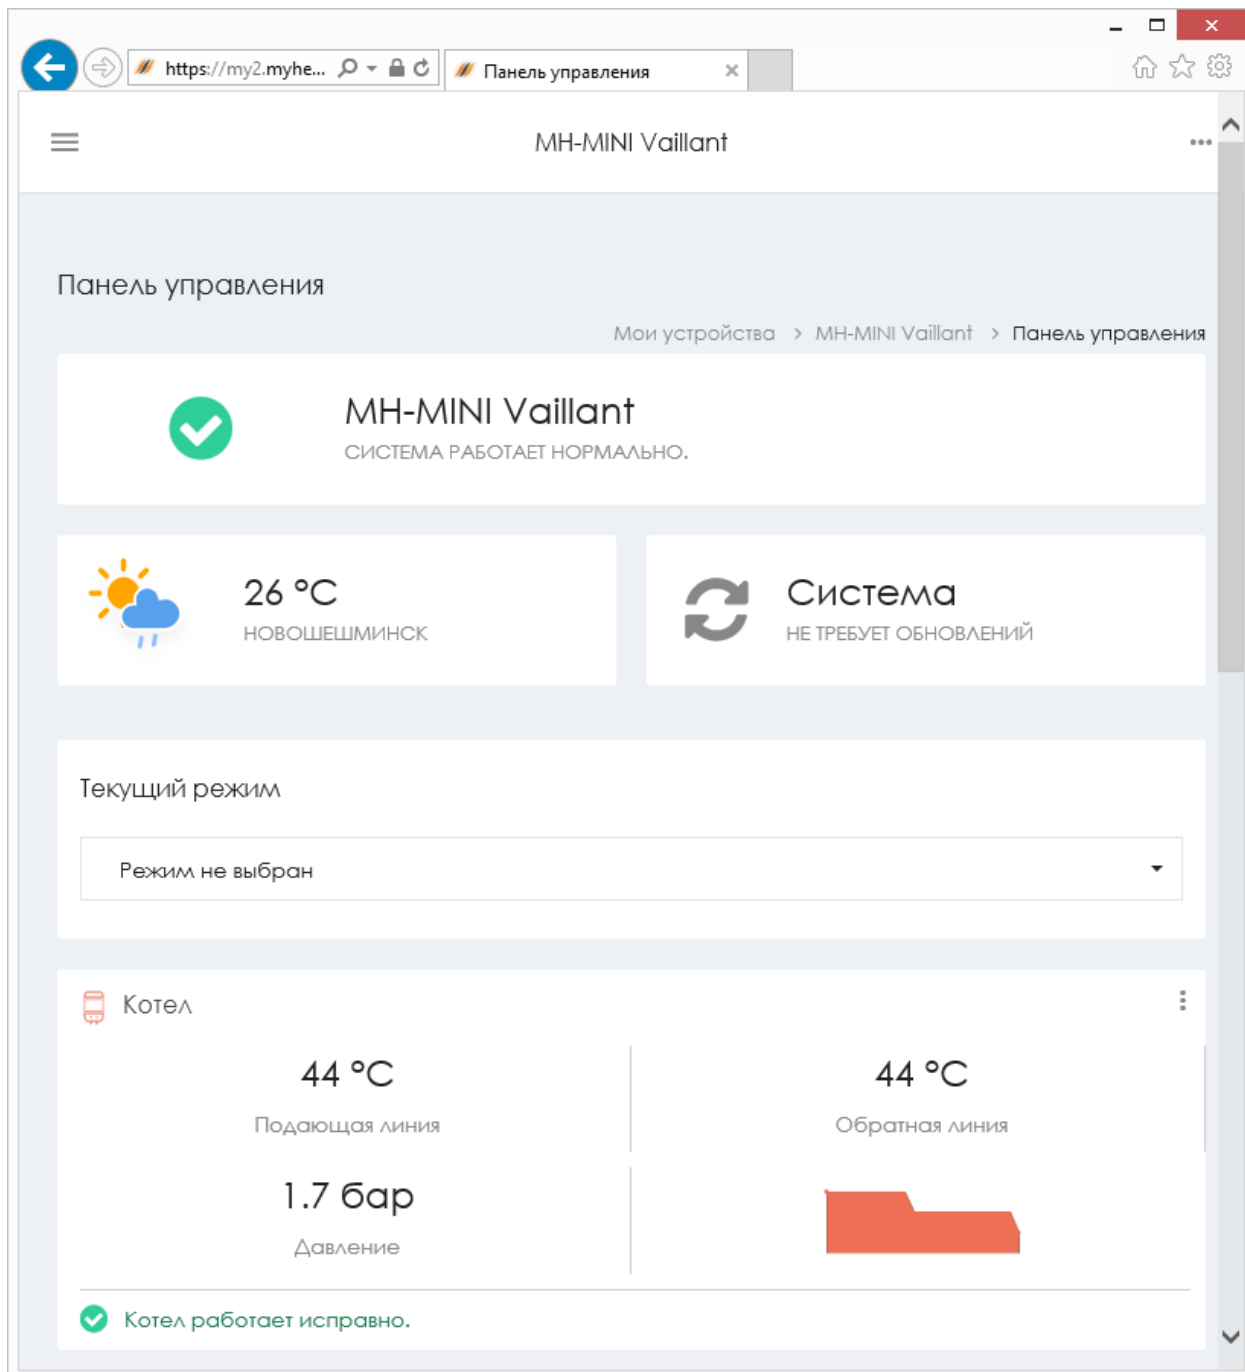 https://my2.myhe...
Панель управления
MH-MINI Vaillant
Панель управления
Мои устройства > MH-MINI Vaillant > Панель управления
MH-MINI Vaillant
СИСТЕМА РАБОТАЕТ НОРМАЛЬНО.
26 °C
НОВОШЕШМИНСК
Система
НЕ ТРЕБУЕТ ОБНОВЛЕНИЙ
Текущий режим
Режим не выбран
Котел
44 °C
Подающая линия
44 °C
Обратная линия
1.7 бар
Давление
Котел работает исправно.